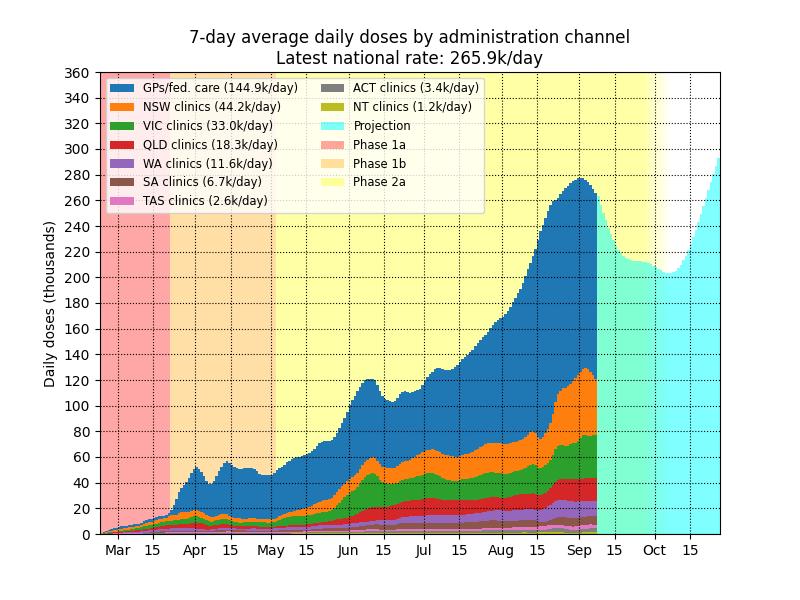 7-day average daily doses by administration channel
Latest national rate: 265.9k/day
GPs/fed. care (144.9k/day)
NSW clinics (44.2k/day)
VIC clinics (33.0k/day)
QLD clinics (18.3k/day)
WA clinics (11.6k/day)
SA clinics (6.7k/day)
TAS clinics (2.6k/day)
ACT clinics (3.4k/day)
NT clinics (1.2k/day)
Projection
Phase 1a
Phase 1b
Phase 2a
Daily doses (thousands)
360
340
320
300
280
260
240
220
200
180
160
140
120
100
80
60
40
20
0
Mar 15 Apr 15 May 15 Jun 15 Jul 15 Aug 15 Sep 15 Oct 15